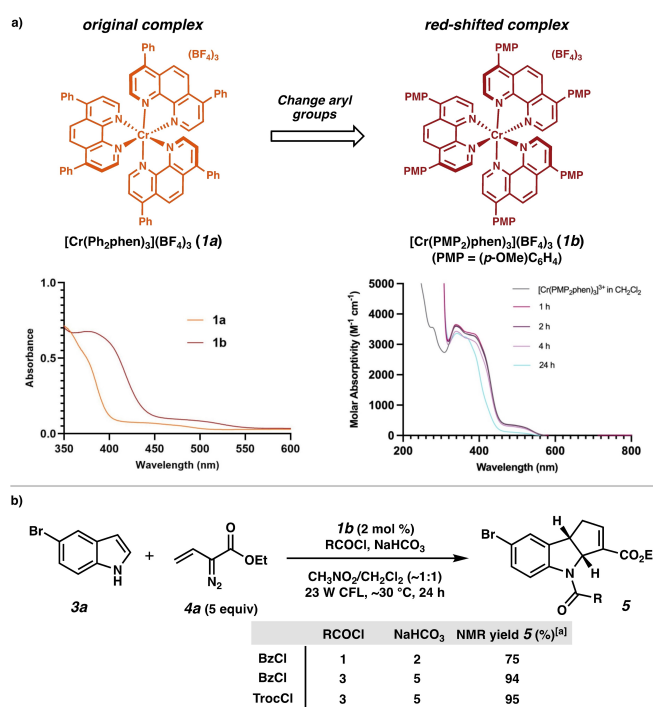 a)
original complex
red-shifted complex
Ph
(BF4)3
Ph
Ph
N
N
N
Cr
N
N
N
Ph
Ph
Ph
Change aryl
groups
PMP
(BF4)3
PMP
PMP
N
N
N
Cr
N
N
N
PMP
PMP
PMP
[Cr(Ph2phen)3](BF4)3 (1a)
[Cr(PMP2)phen)3](BF4)3 (1b)
(PMP = (p-OMe)C6H4)
Absorbance
1.0
0.5
0.0
350 400 450 500 550 600
Wavelength (nm)
1a
1b
Molar Absorptivity (M-1 cm-1)
5000
4000
3000
2000
1000
0
200 400 600 800
Wavelength (nm)
[Cr(PMP2phen)3]3+ in CH2Cl2
1 h
2 h
4 h
24 h
b)
Br
N
H
3a
+
O
OEt
N2
4a (5 equiv)
1b (2 mol %)
RCOCl, NaHCO3
CH3NO2/CH2Cl2 (~1:1)
23 W CFL, ~30 °C, 24 h
Br
H
H
N
CO2E
O
R
5
RCOCl NaHCO3 NMR yield 5 (%)[a]
BzCl 1 2 75
BzCl 3 5 94
TrocCl 3 5 95